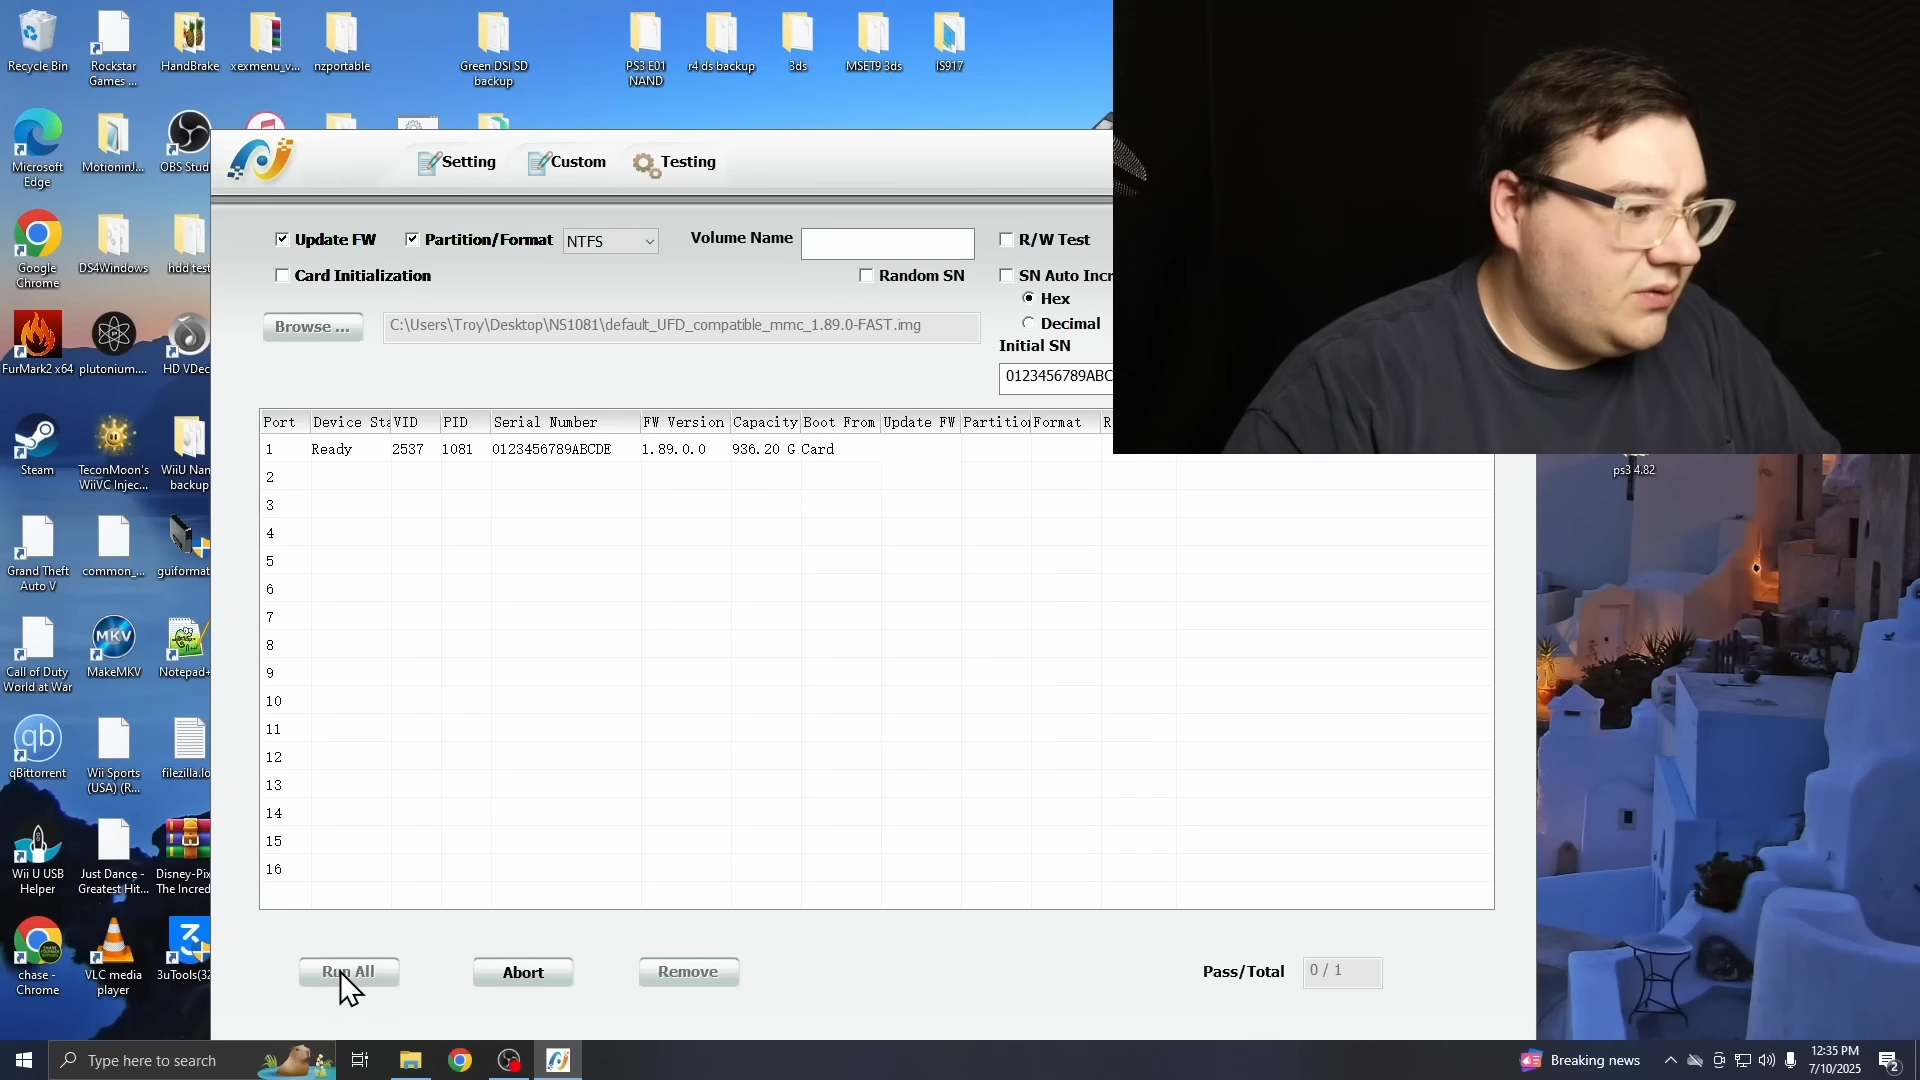 Recycle Bin
Rockstar
Games ...
HandBrake
xexmenu_v...
nzportable
Green DSI SD
backup
PS3 E01
NAND
r4 ds backup
3ds
MSET9 3ds
IS917
Microsoft
Edge
MotioninJ...
OBS Stud
Google
Chrome
DS4Windows
hdd test
FurMark2 x64
plutonium....
HD VDec
Steam
TeconMoon's
WiiVC Injec...
WiiU Nan
backup
Grand Theft
Auto V
common_...
guiformat
Call of Duty
World at War
MakeMKV
Notepad+
qBittorrent
Wii Sports
(USA) (R...
filezilla.lo
Wii U USB
Helper
Just Dance -
Greatest Hit...
Disney-Pix
The Incred
chase -
Chrome
VLC media
player
3uTools(32
ps3 4.82
Setting
Custom
Testing
Update FW
Partition/Format
NTFS
Volume Name
R/W Test
Card Initialization
Random SN
SN Auto Incr
Hex
Decimal
Browse ...
C:\Users\Troy\Desktop\NS1081\default_UFD_compatible_mmc_1.89.0-FAST.img
Initial SN
0123456789ABC
Port Device Sta VID PID Serial Number FW Version Capacity Boot From Update FW Partition Format R
1 Ready 2537 1081 0123456789ABCDE 1.89.0.0 936.20 G Card
2
3
4
5
6
7
8
9
10
11
12
13
14
15
16
Run All
Abort
Remove
Pass/Total
0 / 1
Type here to search
Breaking news
12:35 PM
7/10/2025
2